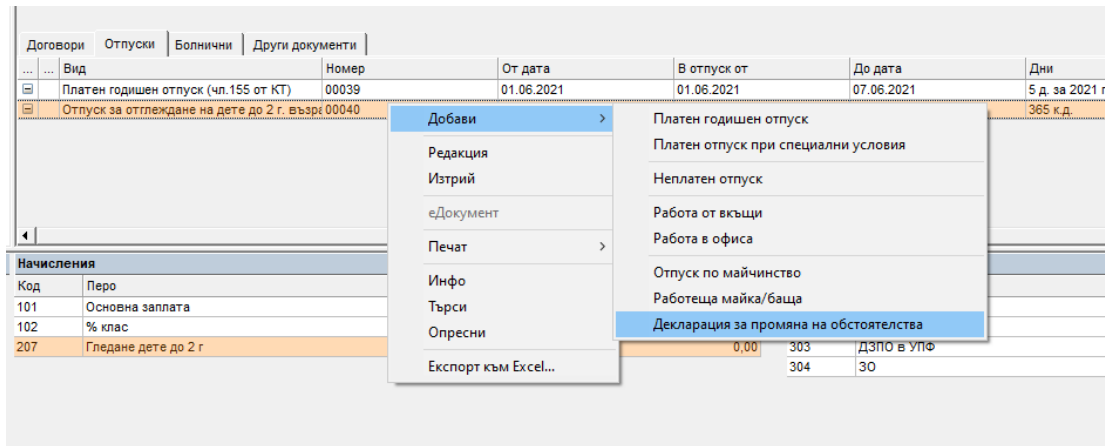 Договори Отпуски Болнични Други документи
... ... Вид Номер От дата В отпуск от До дата Дни
Платен годишен отпуск (чл.155 от КТ) 00039 01.06.2021 01.06.2021 07.06.2021 5 д. за 2021 г
Отпуск за отглеждане на дете до 2 г. възра 00040 365 к.д.
Добави
Редакция
Изтрий
еДокумент
Печат
Инфо
Търси
Опресни
Експорт към Excel...
Платен годишен отпуск
Платен отпуск при специални условия
Неплатен отпуск
Работа от вкъщи
Работа в офиса
Отпуск по майчинство
Работеща майка/баща
Декларация за промяна на обстоятелства
Начисления
Код Перо
101 Основна заплата
102 % клас
207 Гледане дете до 2 г 0,00 303 ДЗПО в УПФ
304 ЗО